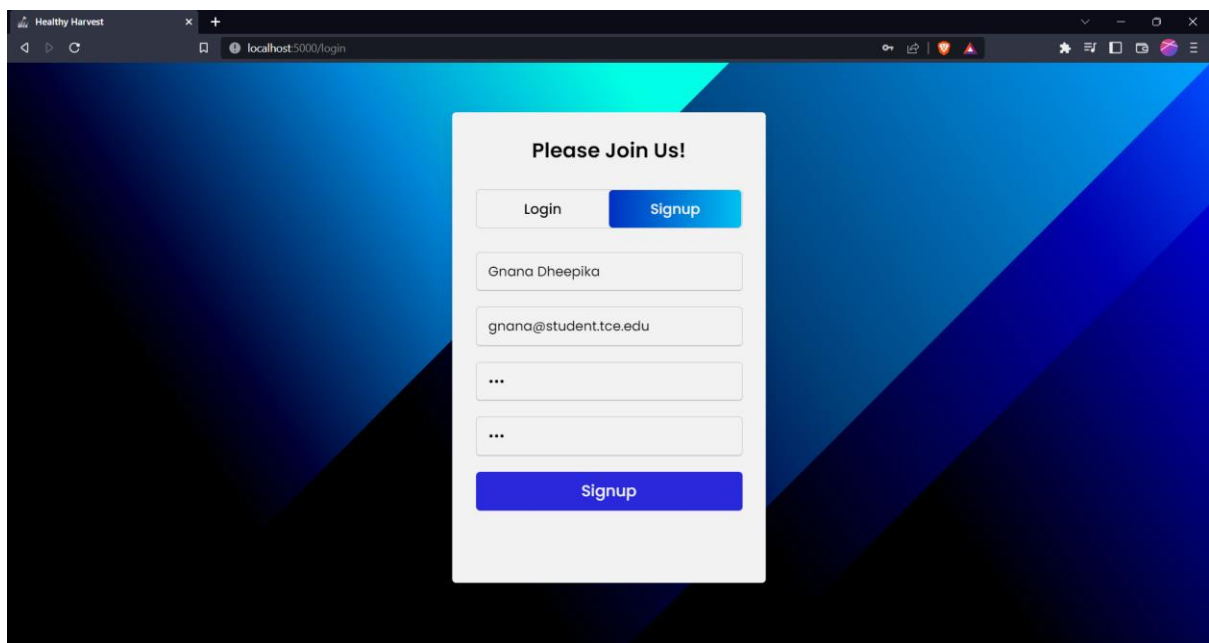 Healthy Harvest
localhost:5000/login
Please Join Us!
Login Signup
Gnana Dheepika
gnana@student.tce.edu
•••
•••
Signup